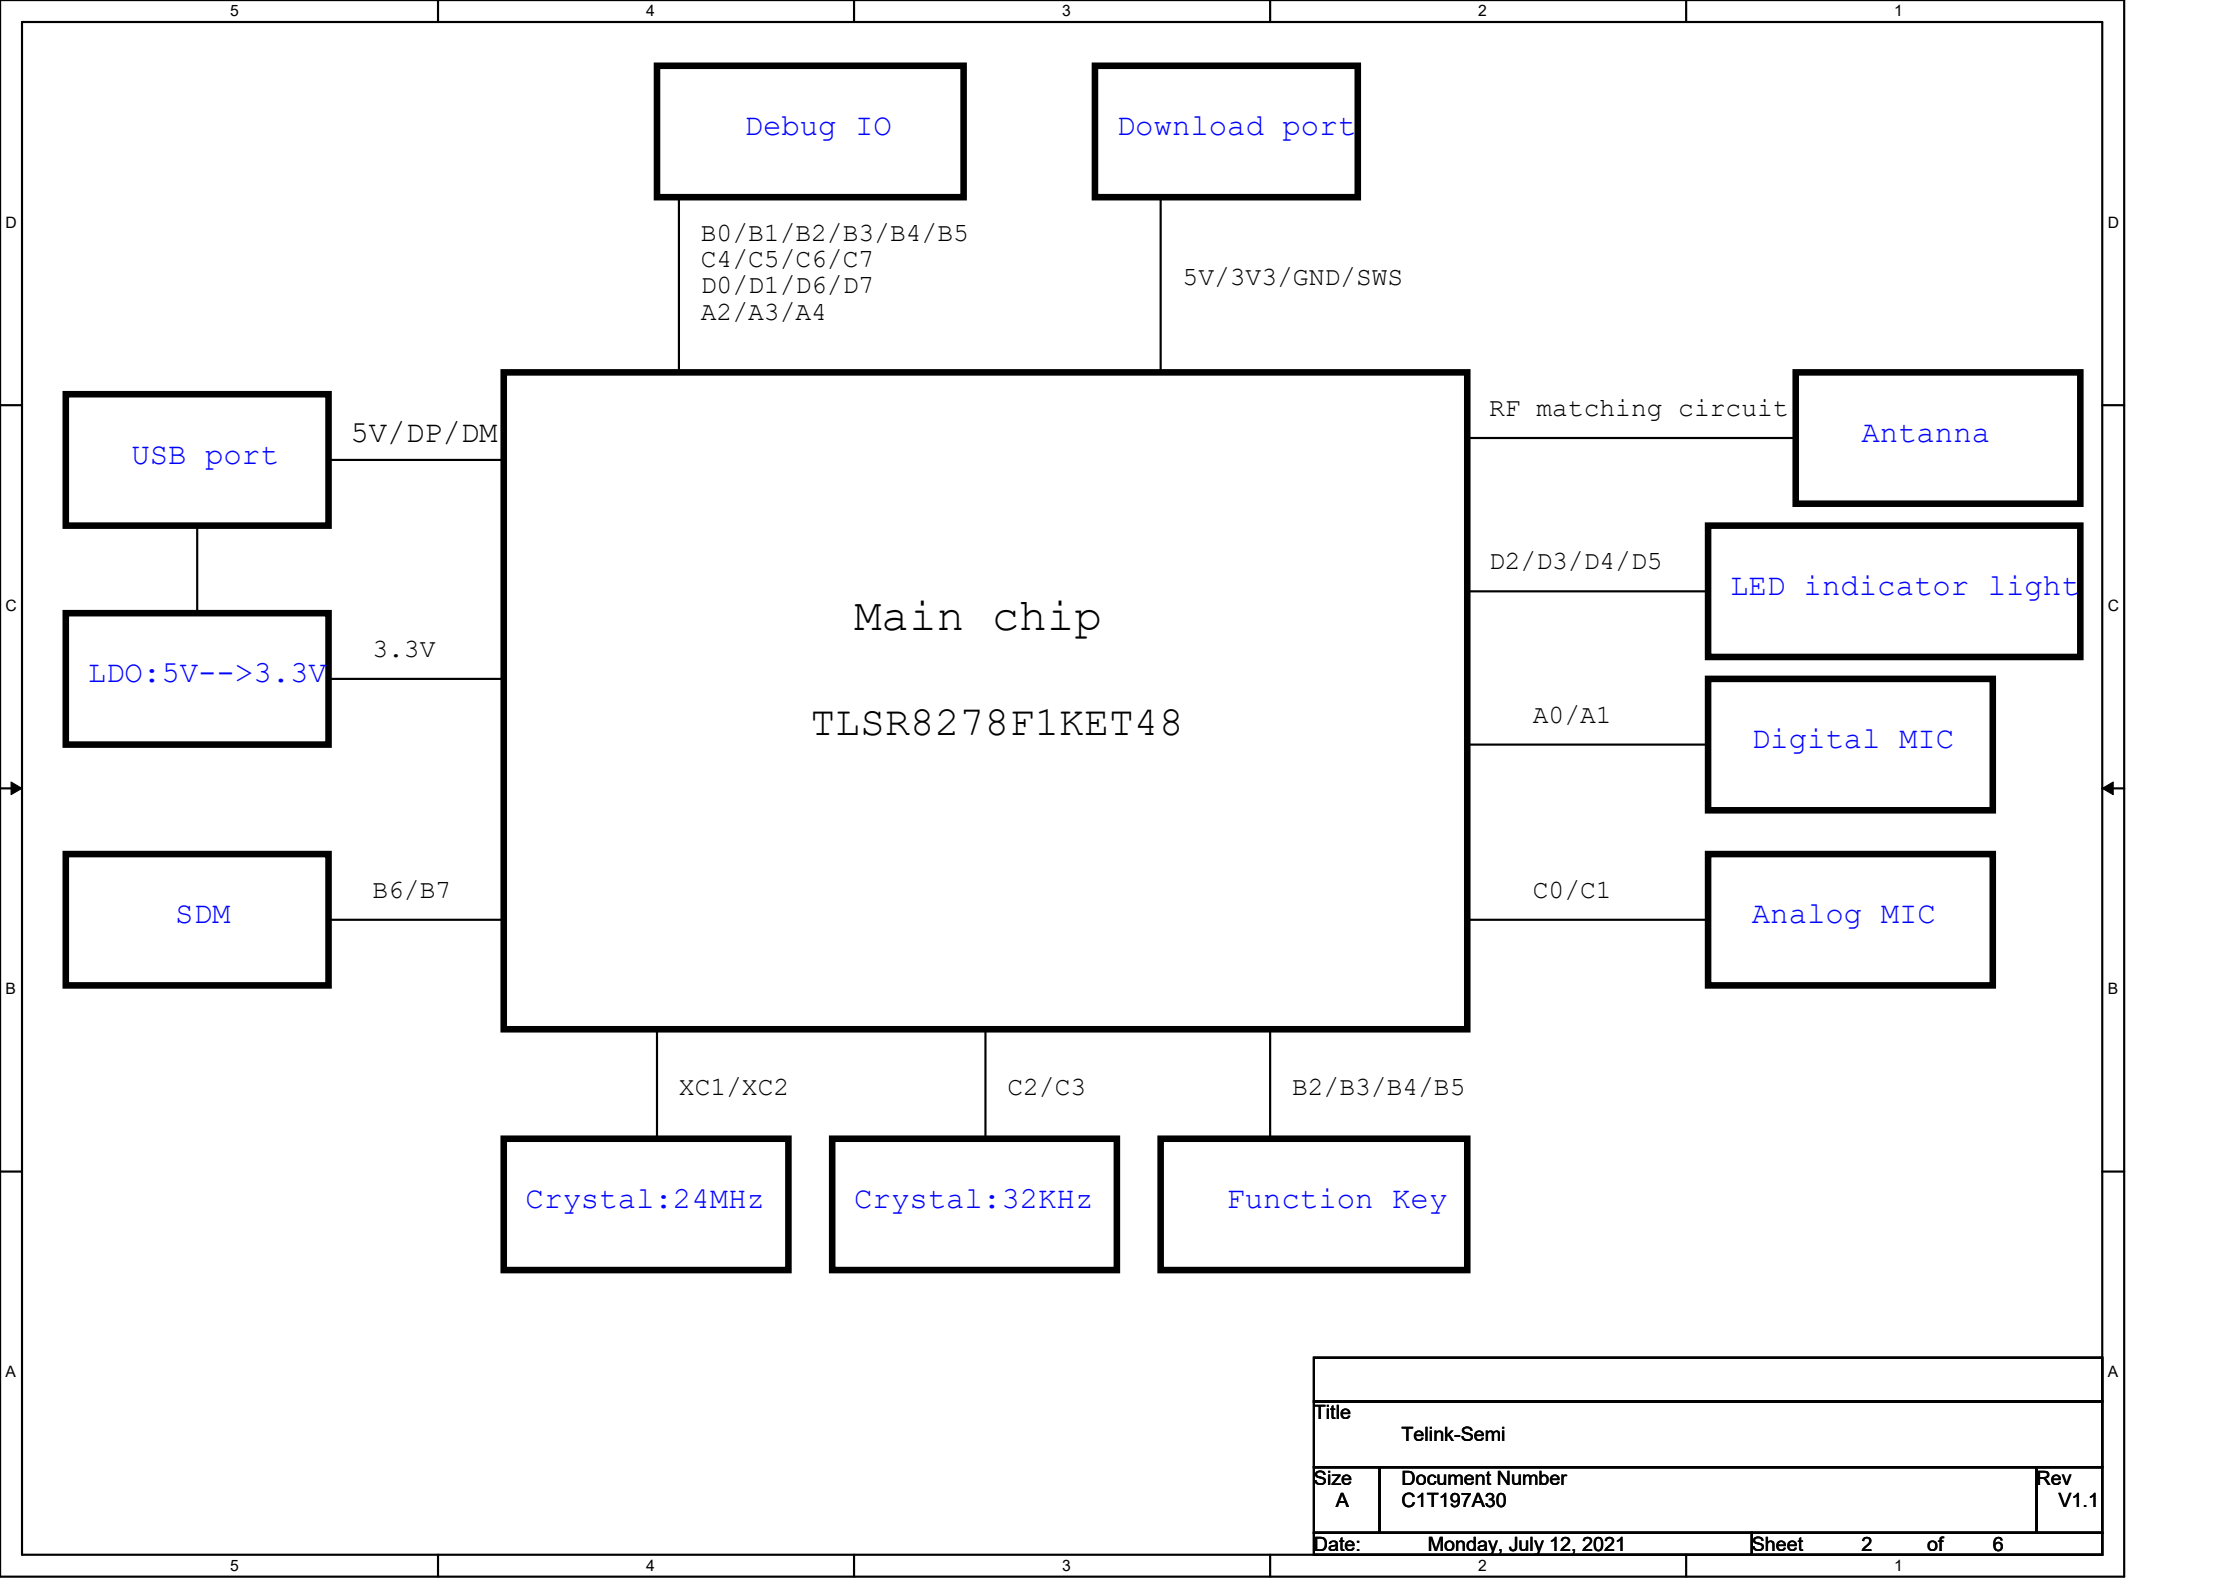 5 4 3 2 1
Debug IO
Download port
D D
B0/B1/B2/B3/B4/B5
C4/C5/C6/C7
D0/D1/D6/D7
A2/A3/A4
5V/3V3/GND/SWS
USB port
5V/DP/DM
RF matching circuit
Antanna
D2/D3/D4/D5
LED indicator light
C C
Main chip
TLSR8278F1KET48
LDO:5V-->3.3V
3.3V
A0/A1
Digital MIC
SDM
B6/B7
C0/C1
Analog MIC
B B
XC1/XC2
C2/C3
B2/B3/B4/B5
Crystal:24MHz
Crystal:32KHz
Function Key
A A
Title
Telink-Semi
Size Document Number Rev
A C1T197A30 V1.1
Date: Monday, July 12, 2021 Sheet 2 of 6
5 4 3 2 1